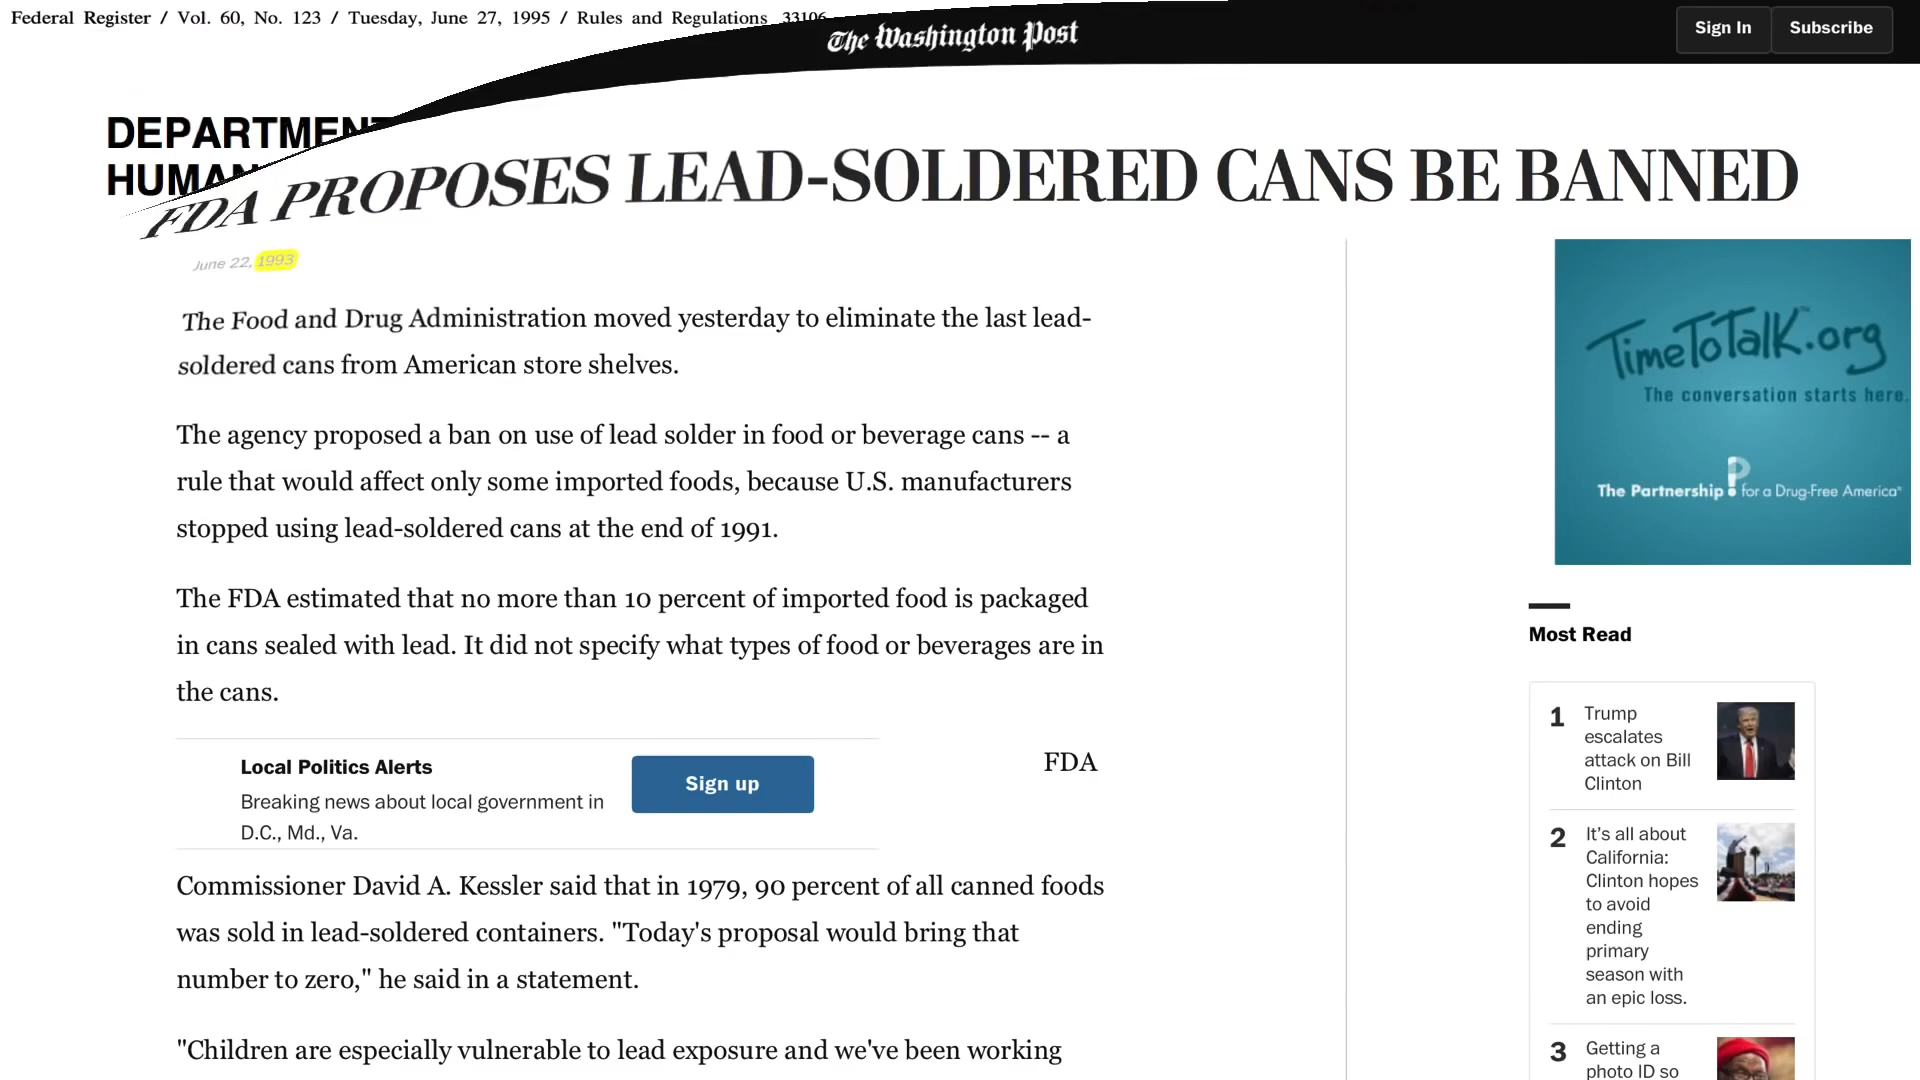 Federal Register / Vol. 60, No. 123 / Tuesday, June 27, 1995 / Rules and Regulations 33106
The Washington Post
Sign In
Subscribe
DEPARTMENT
HUMAN
FDA PROPOSES LEAD-SOLDERED CANS BE BANNED
June 22, 1993
The Food and Drug Administration moved yesterday to eliminate the last lead-
soldered cans from American store shelves.
The agency proposed a ban on use of lead solder in food or beverage cans -- a
rule that would affect only some imported foods, because U.S. manufacturers
stopped using lead-soldered cans at the end of 1991.
The FDA estimated that no more than 10 percent of imported food is packaged
in cans sealed with lead. It did not specify what types of food or beverages are in
the cans.
Local Politics Alerts
Breaking news about local government in
D.C., Md., Va.
Sign up
FDA
Commissioner David A. Kessler said that in 1979, 90 percent of all canned foods
was sold in lead-soldered containers. "Today's proposal would bring that
number to zero," he said in a statement.
"Children are especially vulnerable to lead exposure and we've been working
TimeToTalk.org
The conversation starts here.
The Partnership for a Drug-Free America
Most Read
1
Trump
escalates
attack on Bill
Clinton
2
It's all about
California:
Clinton hopes
to avoid
ending
primary
season with
an epic loss.
3
Getting a
photo ID so